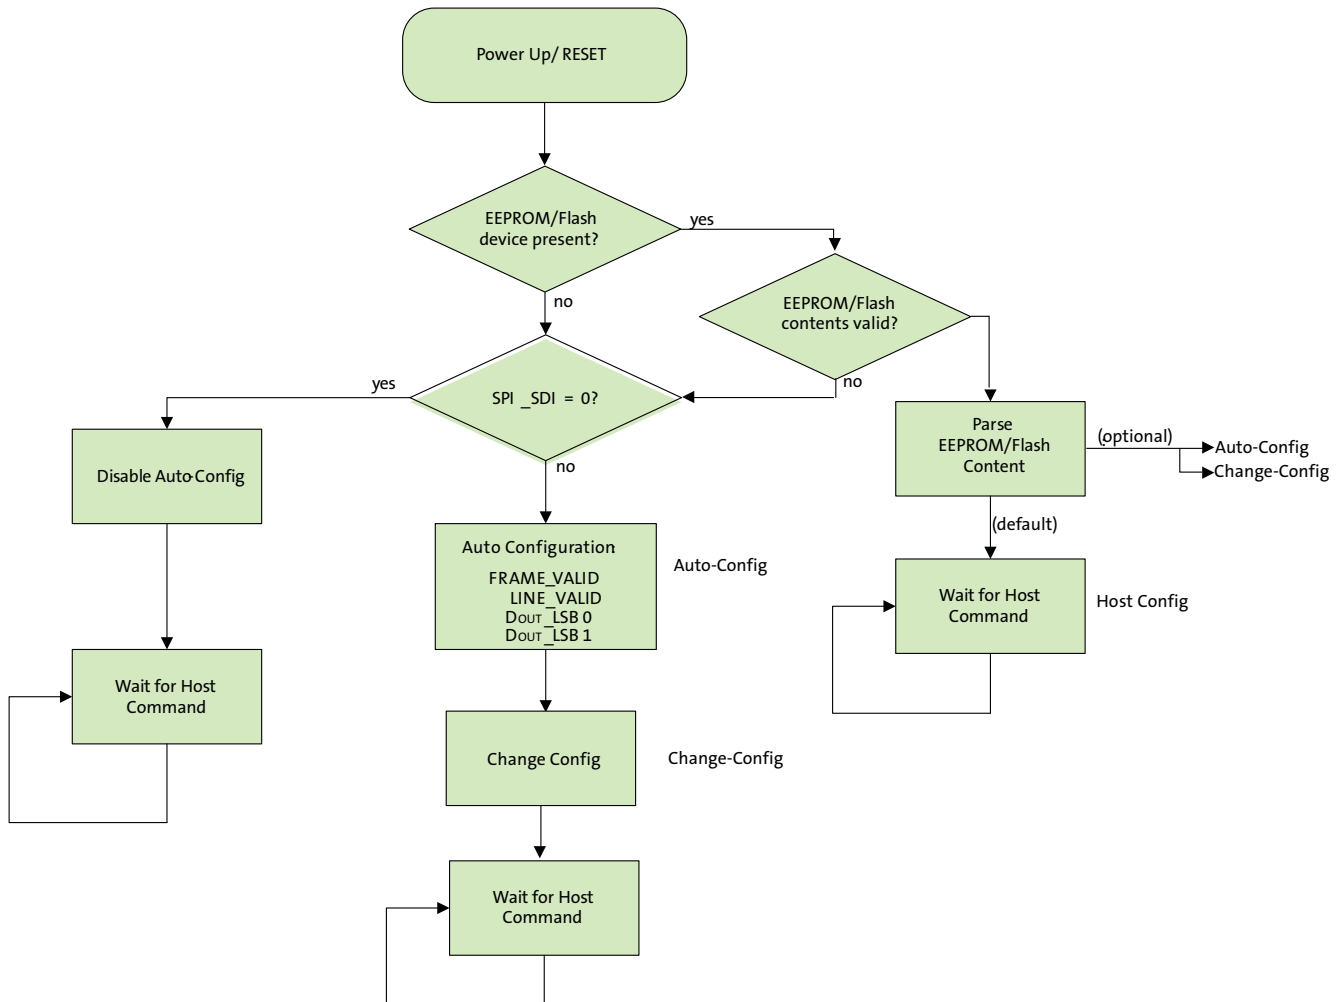 Power Up/ RESET
EEPROM/Flash
device present?
yes
no
EEPROM/Flash
contents valid?
no
SPI _SDI = 0?
yes
no
Parse
EEPROM/Flash
Content
(optional)
Auto-Config
Change-Config
(default)
Disable Auto-Config
Auto Configuration
FRAME_VALID
LINE_VALID
DOUT_LSB 0
DOUT_LSB 1
Auto-Config
Wait for Host
Command
Host Config
Wait for Host
Command
Change Config
Change-Config
Wait for Host
Command